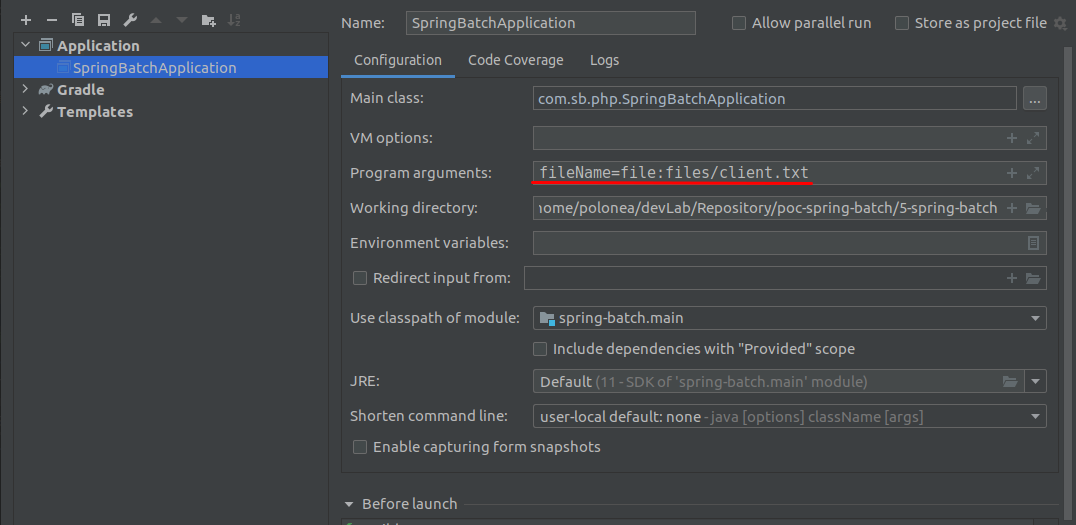 Name: SpringBatchApplication Allow parallel run Store as project file
Application
SpringBatchApplication
Gradle
Templates
Configuration Code Coverage Logs
Main class: com.sb.php.SpringBatchApplication ...
VM options:
Program arguments: fileName=file:files/client.txt
Working directory: home/polonea/devLab/Repository/poc-spring-batch/5-spring-batch
Environment variables:
Redirect input from:
Use classpath of module: spring-batch.main
Include dependencies with "Provided" scope
JRE: Default (11 - SDK of 'spring-batch.main' module)
Shorten command line: user-local default: none - java [options] className [args]
Enable capturing form snapshots
Before launch